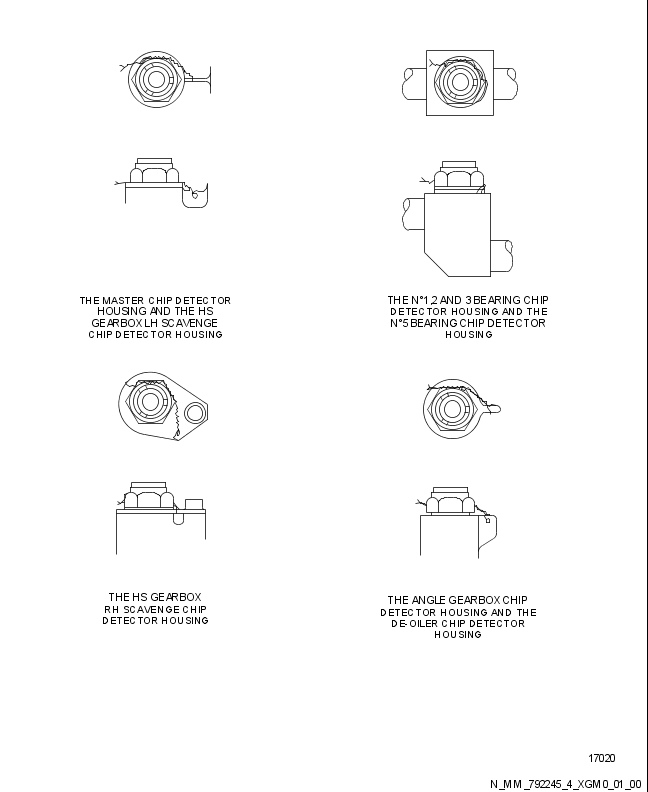 THE MASTER CHIP DETECTOR
HOUSING AND THE HS
GEARBOX LH SCAVENGE
CHIP DETECTOR HOUSING
THE N°1,2 AND 3 BEARING CHIP
DETECTOR HOUSING AND THE
N°5 BEARING CHIP DETECTOR
HOUSING
THE HS GEARBOX
RH SCAVENGE CHIP
DETECTOR HOUSING
THE ANGLE GEARBOX CHIP
DETECTOR HOUSING AND THE
DE-OILER CHIP DETECTOR
HOUSING
17020
N_MM_792245_4_XGM0_01_00